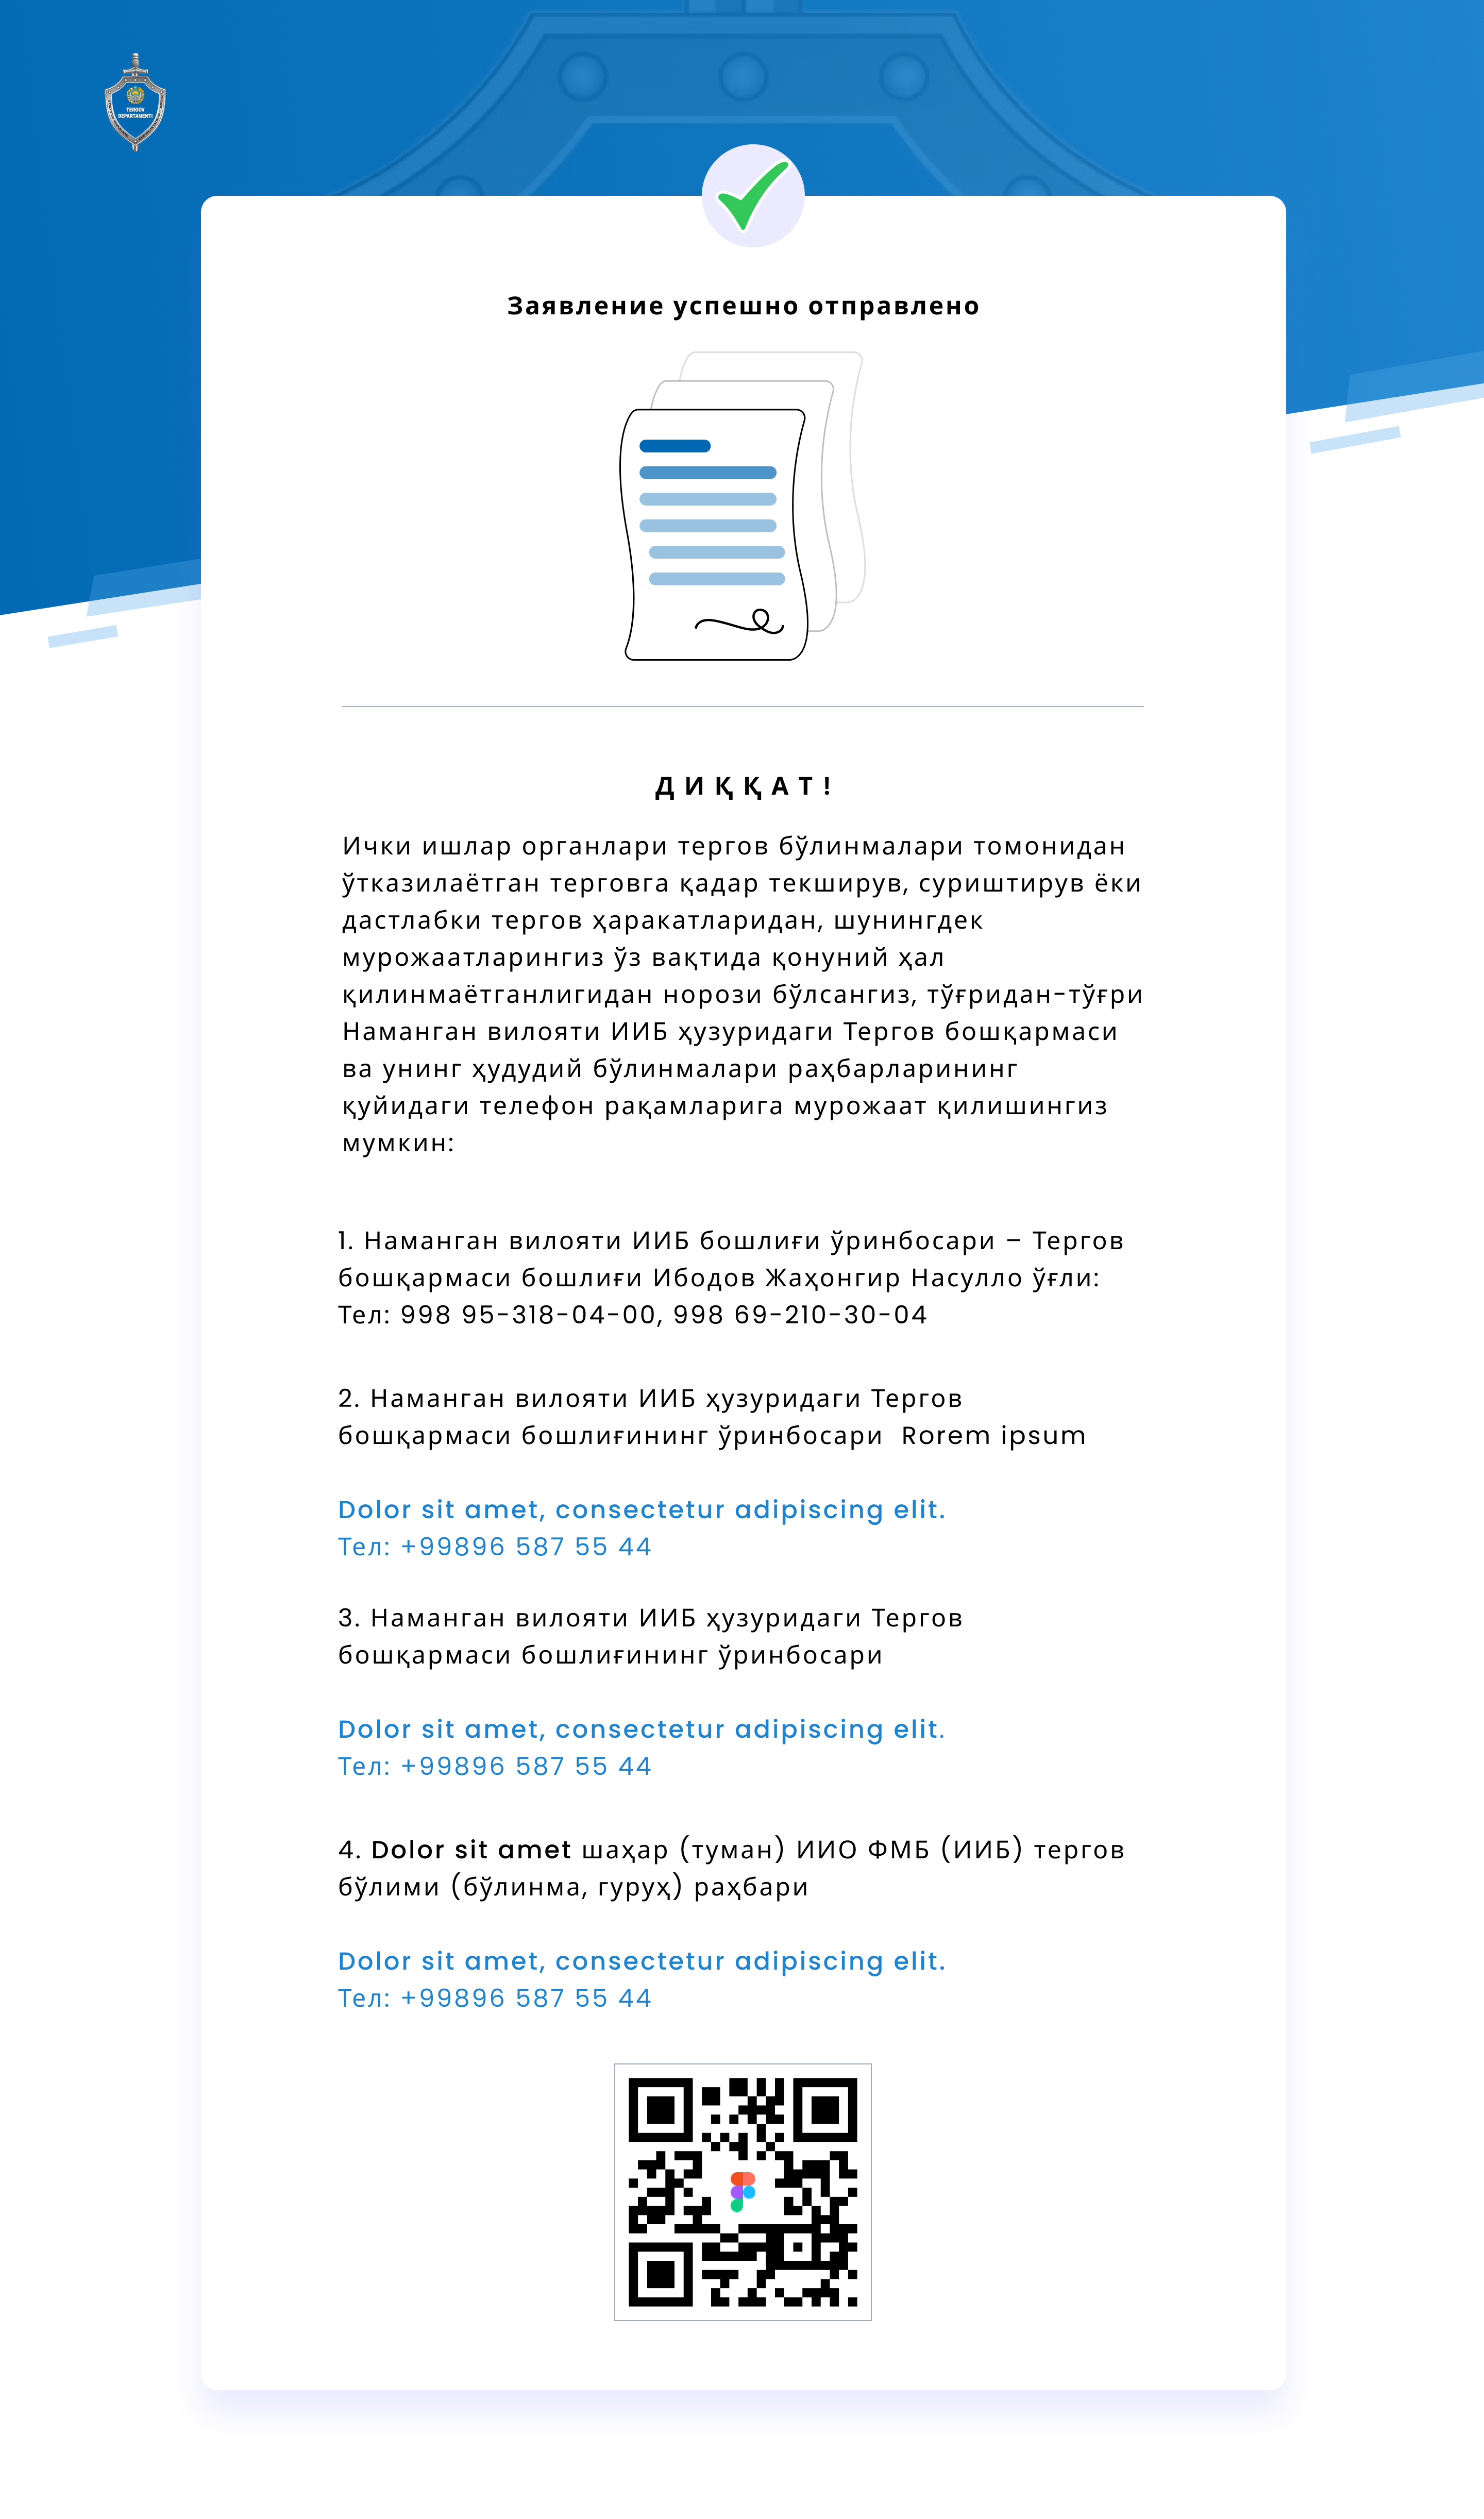 TERGOV
DEPARTAMENTI
Заявление успешно отправлено
ДИҚҚАТ!
Ички ишлар органлари тергов бўлинмалари томонидан
ўтказилаётган терговга қадар текширув, суриштирув ёки
дастлабки тергов ҳаракатларидан, шунингдек
мурожаатларингиз ўз вақтида қонуний ҳал
қилинмаётганлигидан норози бўлсангиз, тўғридан-тўғри
Наманган вилояти ИИБ ҳузуридаги Тергов бошқармаси
ва унинг ҳудудий бўлинмалари раҳбарларининг
қуйидаги телефон рақамларига мурожаат қилишингиз
мумкин:
1. Наманган вилояти ИИБ бошлиғи ўринбосари – Тергов
бошқармаси бошлиғи Ибодов Жаҳонгир Насулло ўғли:
Тел: 998 95-318-04-00, 998 69-210-30-04
2. Наманган вилояти ИИБ ҳузуридаги Тергов
бошқармаси бошлиғининг ўринбосари Rorem ipsum
Dolor sit amet, consectetur adipiscing elit.
Тел: +99896 587 55 44
3. Наманган вилояти ИИБ ҳузуридаги Тергов
бошқармаси бошлиғининг ўринбосари
Dolor sit amet, consectetur adipiscing elit.
Тел: +99896 587 55 44
4. Dolor sit amet шаҳар (туман) ИИО ФМБ (ИИБ) тергов
бўлими (бўлинма, гуруҳ) раҳбари
Dolor sit amet, consectetur adipiscing elit.
Тел: +99896 587 55 44